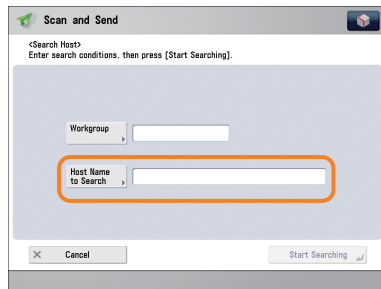 Scan and Send
<Search Host>
Enter search conditions, then press [Start Searching].
Workgroup
Host Name
to Search
Cancel
Start Searching